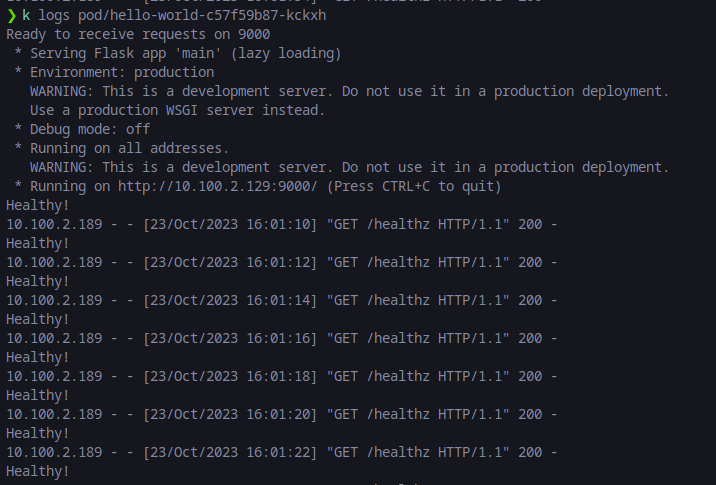 ❯ k logs pod/hello-world-c57f59b87-kckxh
Ready to receive requests on 9000
 * Serving Flask app 'main' (lazy loading)
 * Environment: production
   WARNING: This is a development server. Do not use it in a production deployment.
   Use a production WSGI server instead.
 * Debug mode: off
 * Running on all addresses.
   WARNING: This is a development server. Do not use it in a production deployment.
 * Running on http://10.100.2.129:9000/ (Press CTRL+C to quit)
Healthy!
10.100.2.189 - - [23/Oct/2023 16:01:10] "GET /healthz HTTP/1.1" 200 -
Healthy!
10.100.2.189 - - [23/Oct/2023 16:01:12] "GET /healthz HTTP/1.1" 200 -
Healthy!
10.100.2.189 - - [23/Oct/2023 16:01:14] "GET /healthz HTTP/1.1" 200 -
Healthy!
10.100.2.189 - - [23/Oct/2023 16:01:16] "GET /healthz HTTP/1.1" 200 -
Healthy!
10.100.2.189 - - [23/Oct/2023 16:01:18] "GET /healthz HTTP/1.1" 200 -
Healthy!
10.100.2.189 - - [23/Oct/2023 16:01:20] "GET /healthz HTTP/1.1" 200 -
Healthy!
10.100.2.189 - - [23/Oct/2023 16:01:22] "GET /healthz HTTP/1.1" 200 -
Healthy!